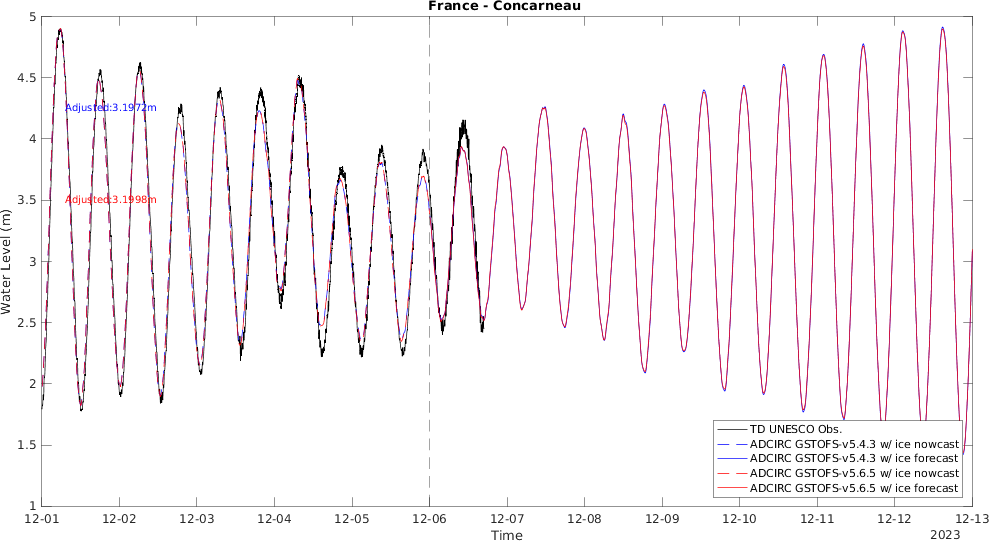 France - Concarneau
5
4.5
4
3.5
3
2.5
2
1.5
1
Water Level (m)
Adjusted:3.1972m
Adjusted:3.1998m
TD UNESCO Obs.
ADCIRC GSTOFS-v5.4.3 w/ ice nowcast
ADCIRC GSTOFS-v5.4.3 w/ ice forecast
ADCIRC GSTOFS-v5.6.5 w/ ice nowcast
ADCIRC GSTOFS-v5.6.5 w/ ice forecast
12-01 12-02 12-03 12-04 12-05 12-06 12-07 12-08 12-09 12-10 12-11 12-12 12-13
Time
2023